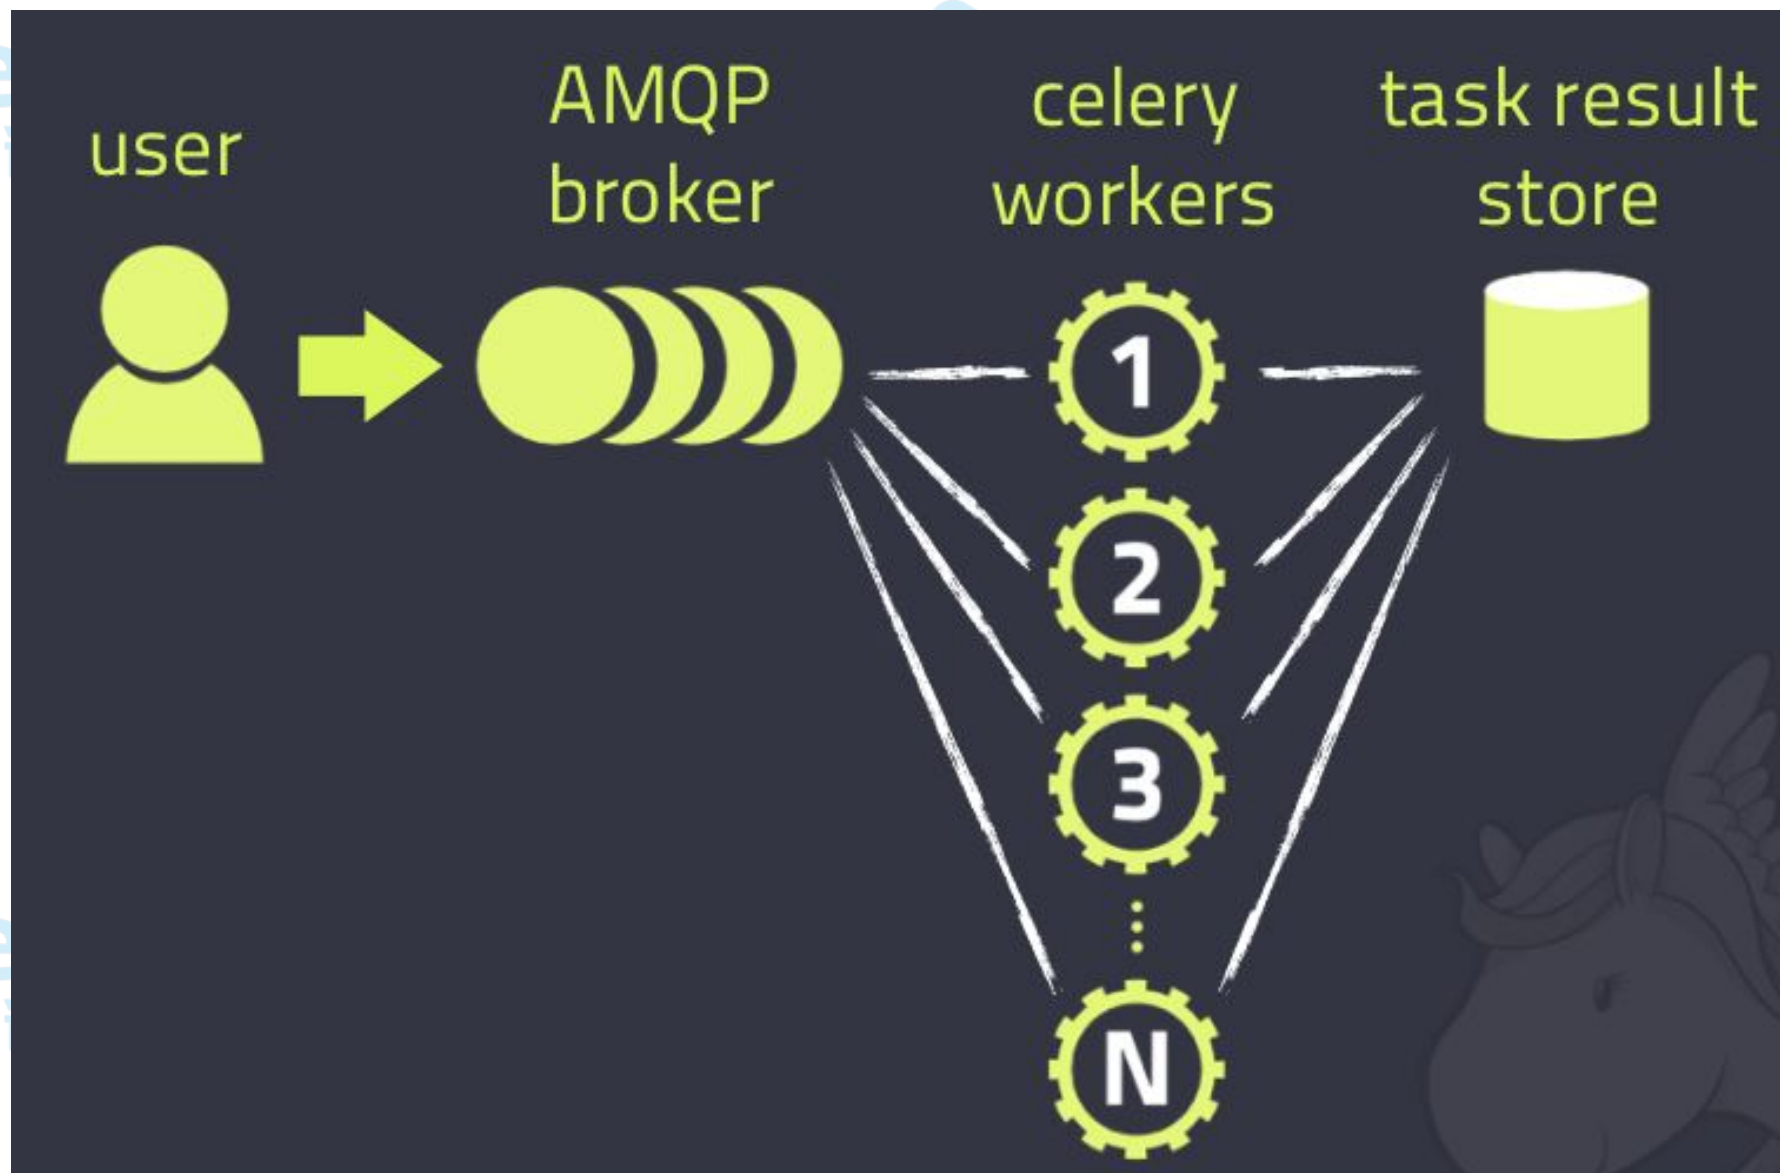 user
AMQP
broker
celery
workers
task result
store
1
2
3
N